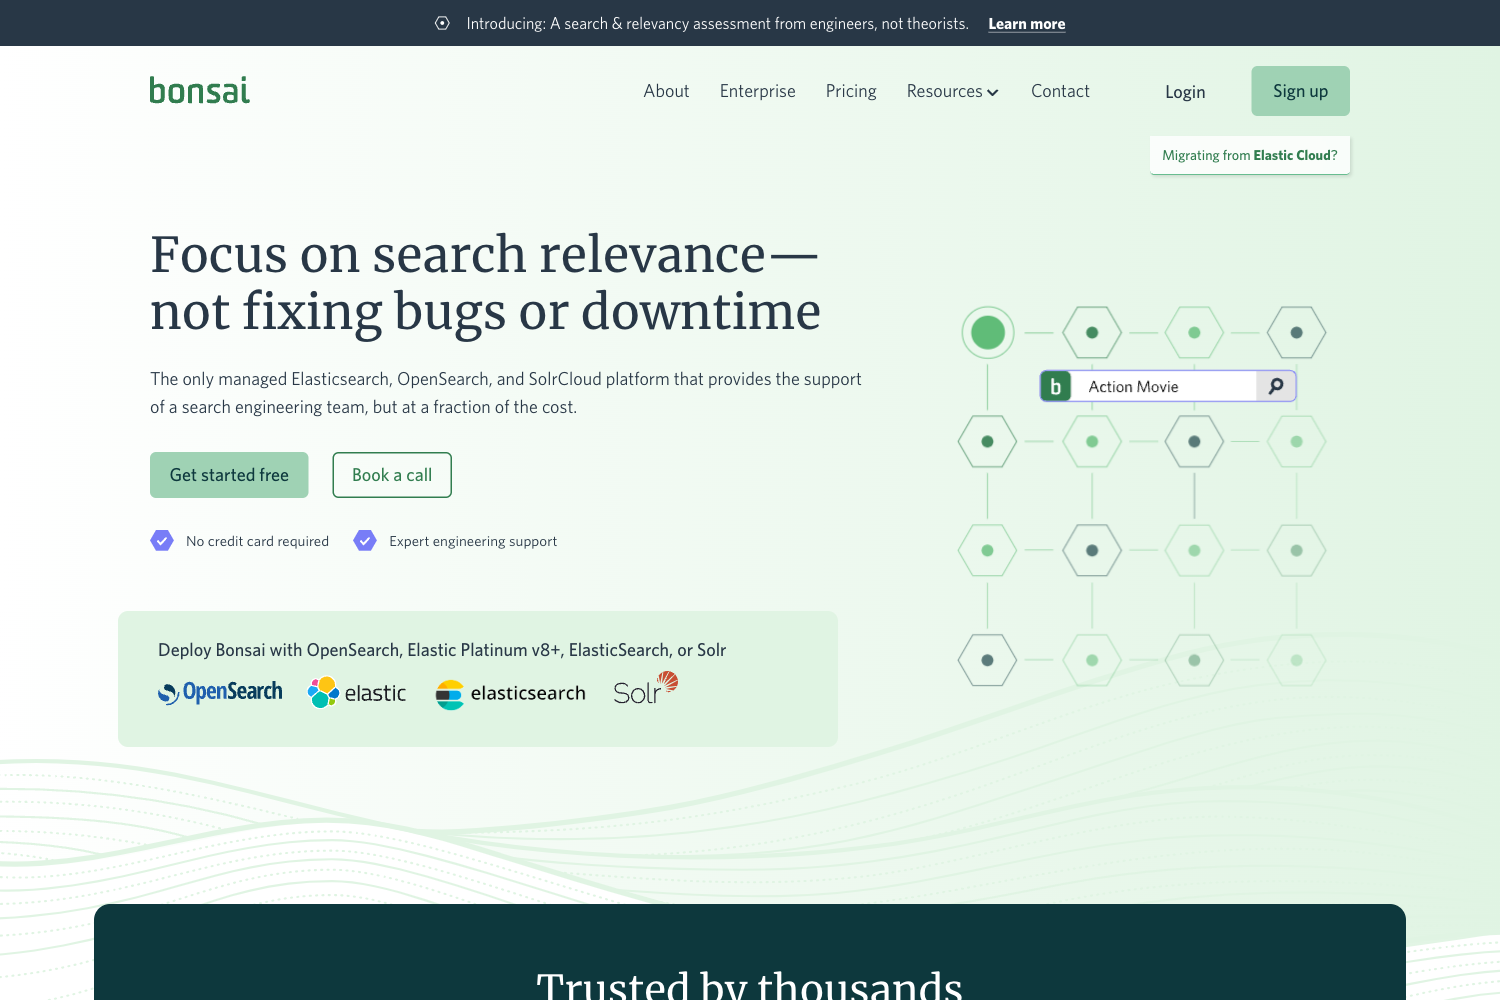 Introducing: A search & relevancy assessment from engineers, not theorists. Learn more
bonsai
About Enterprise Pricing Resources Contact Login Sign up
Migrating from Elastic Cloud?
Focus on search relevance—
not fixing bugs or downtime
The only managed Elasticsearch, OpenSearch, and SolrCloud platform that provides the support
of a search engineering team, but at a fraction of the cost.
Get started free Book a call
No credit card required Expert engineering support
b Action Movie
Deploy Bonsai with OpenSearch, Elastic Platinum v8+, ElasticSearch, or Solr
OpenSearch elastic elasticsearch Solr
Trusted by thousands